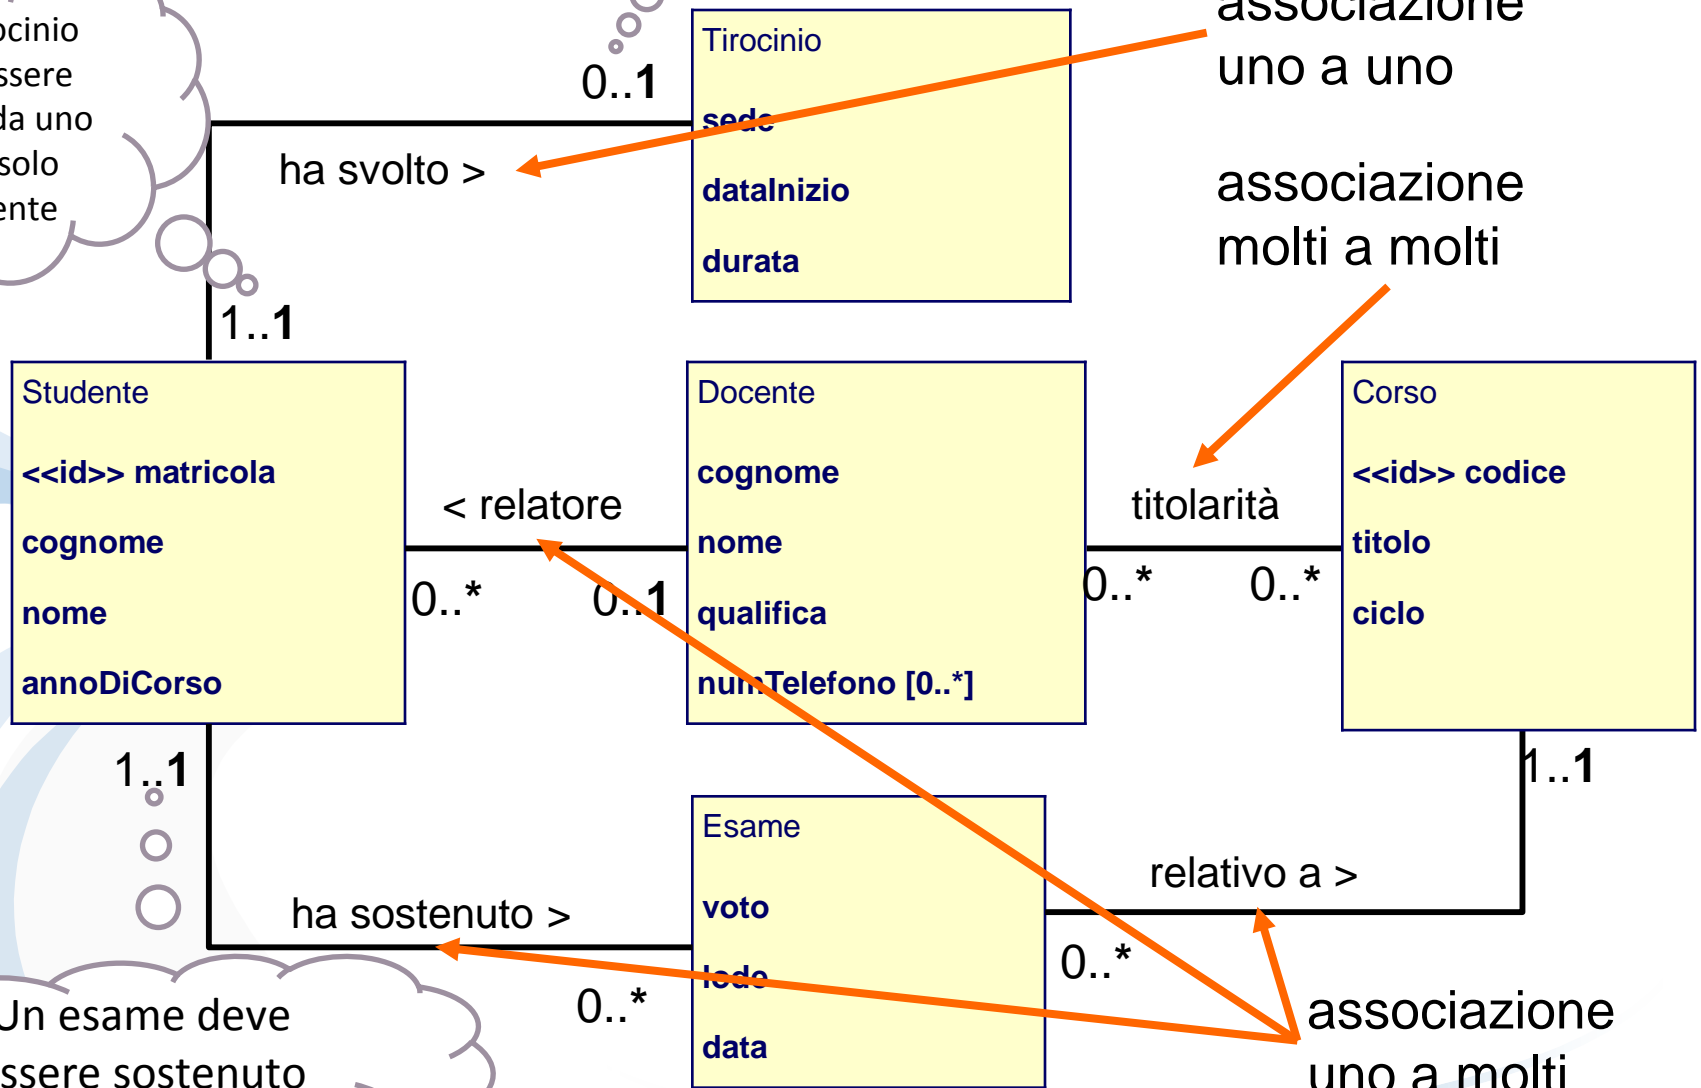 ocinio
ssere
da uno
solo
ente
0..1
Tirocinio
sede
dataInizio
durata
associazione
uno a uno
ha svolto >
associazione
molti a molti
1..1
Studente
<<id>> matricola
cognome
nome
annoDiCorso
< relatore
0..*
0..1
Docente
cognome
nome
qualifica
numTelefono [0..*]
titolarità
0..*
0..*
Corso
<<id>> codice
titolo
ciclo
1..1
1..1
Esame
voto
lode
data
ha sostenuto >
0..*
relativo a >
0..*
Un esame deve
ssere sostenuto
associazione
uno a molti